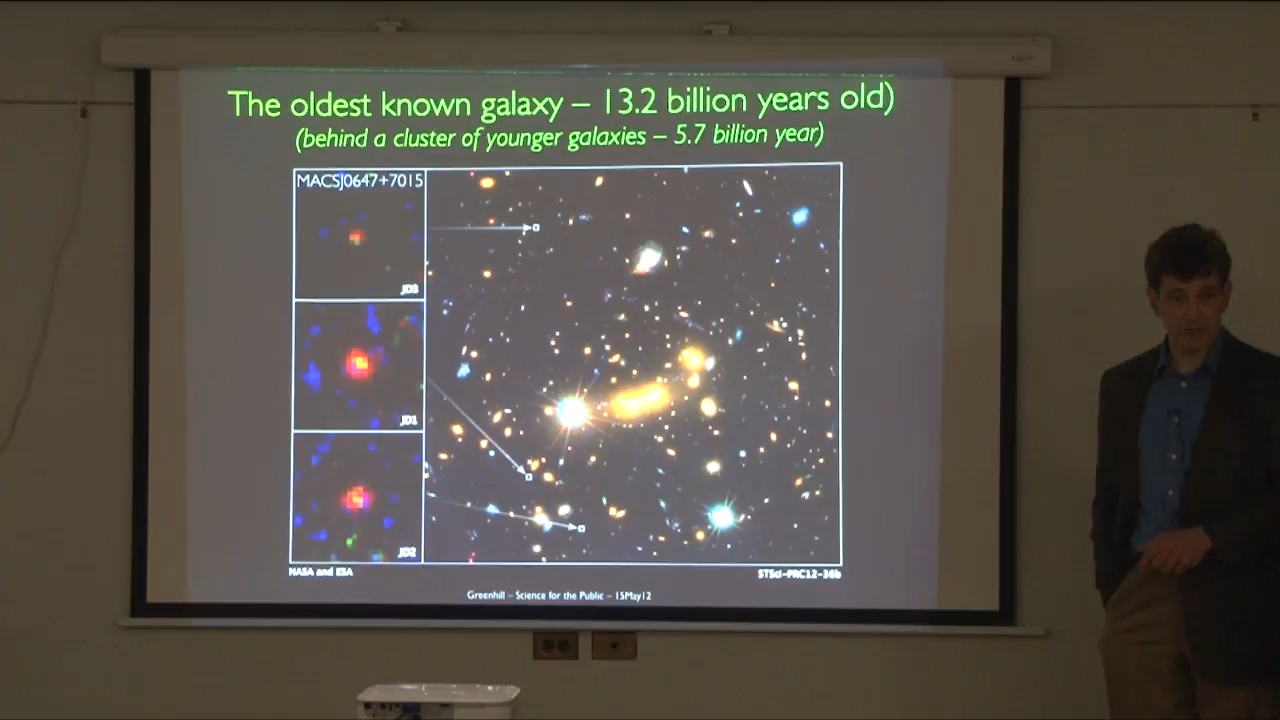 The oldest known galaxy – 13.2 billion years old)
(behind a cluster of younger galaxies – 5.7 billion year)
MACSJ0647+7015
JD3
JD1
JD2
NASA and ESA
STScI-PRC12-36b
Greenhill – Science for the Public – 15May12